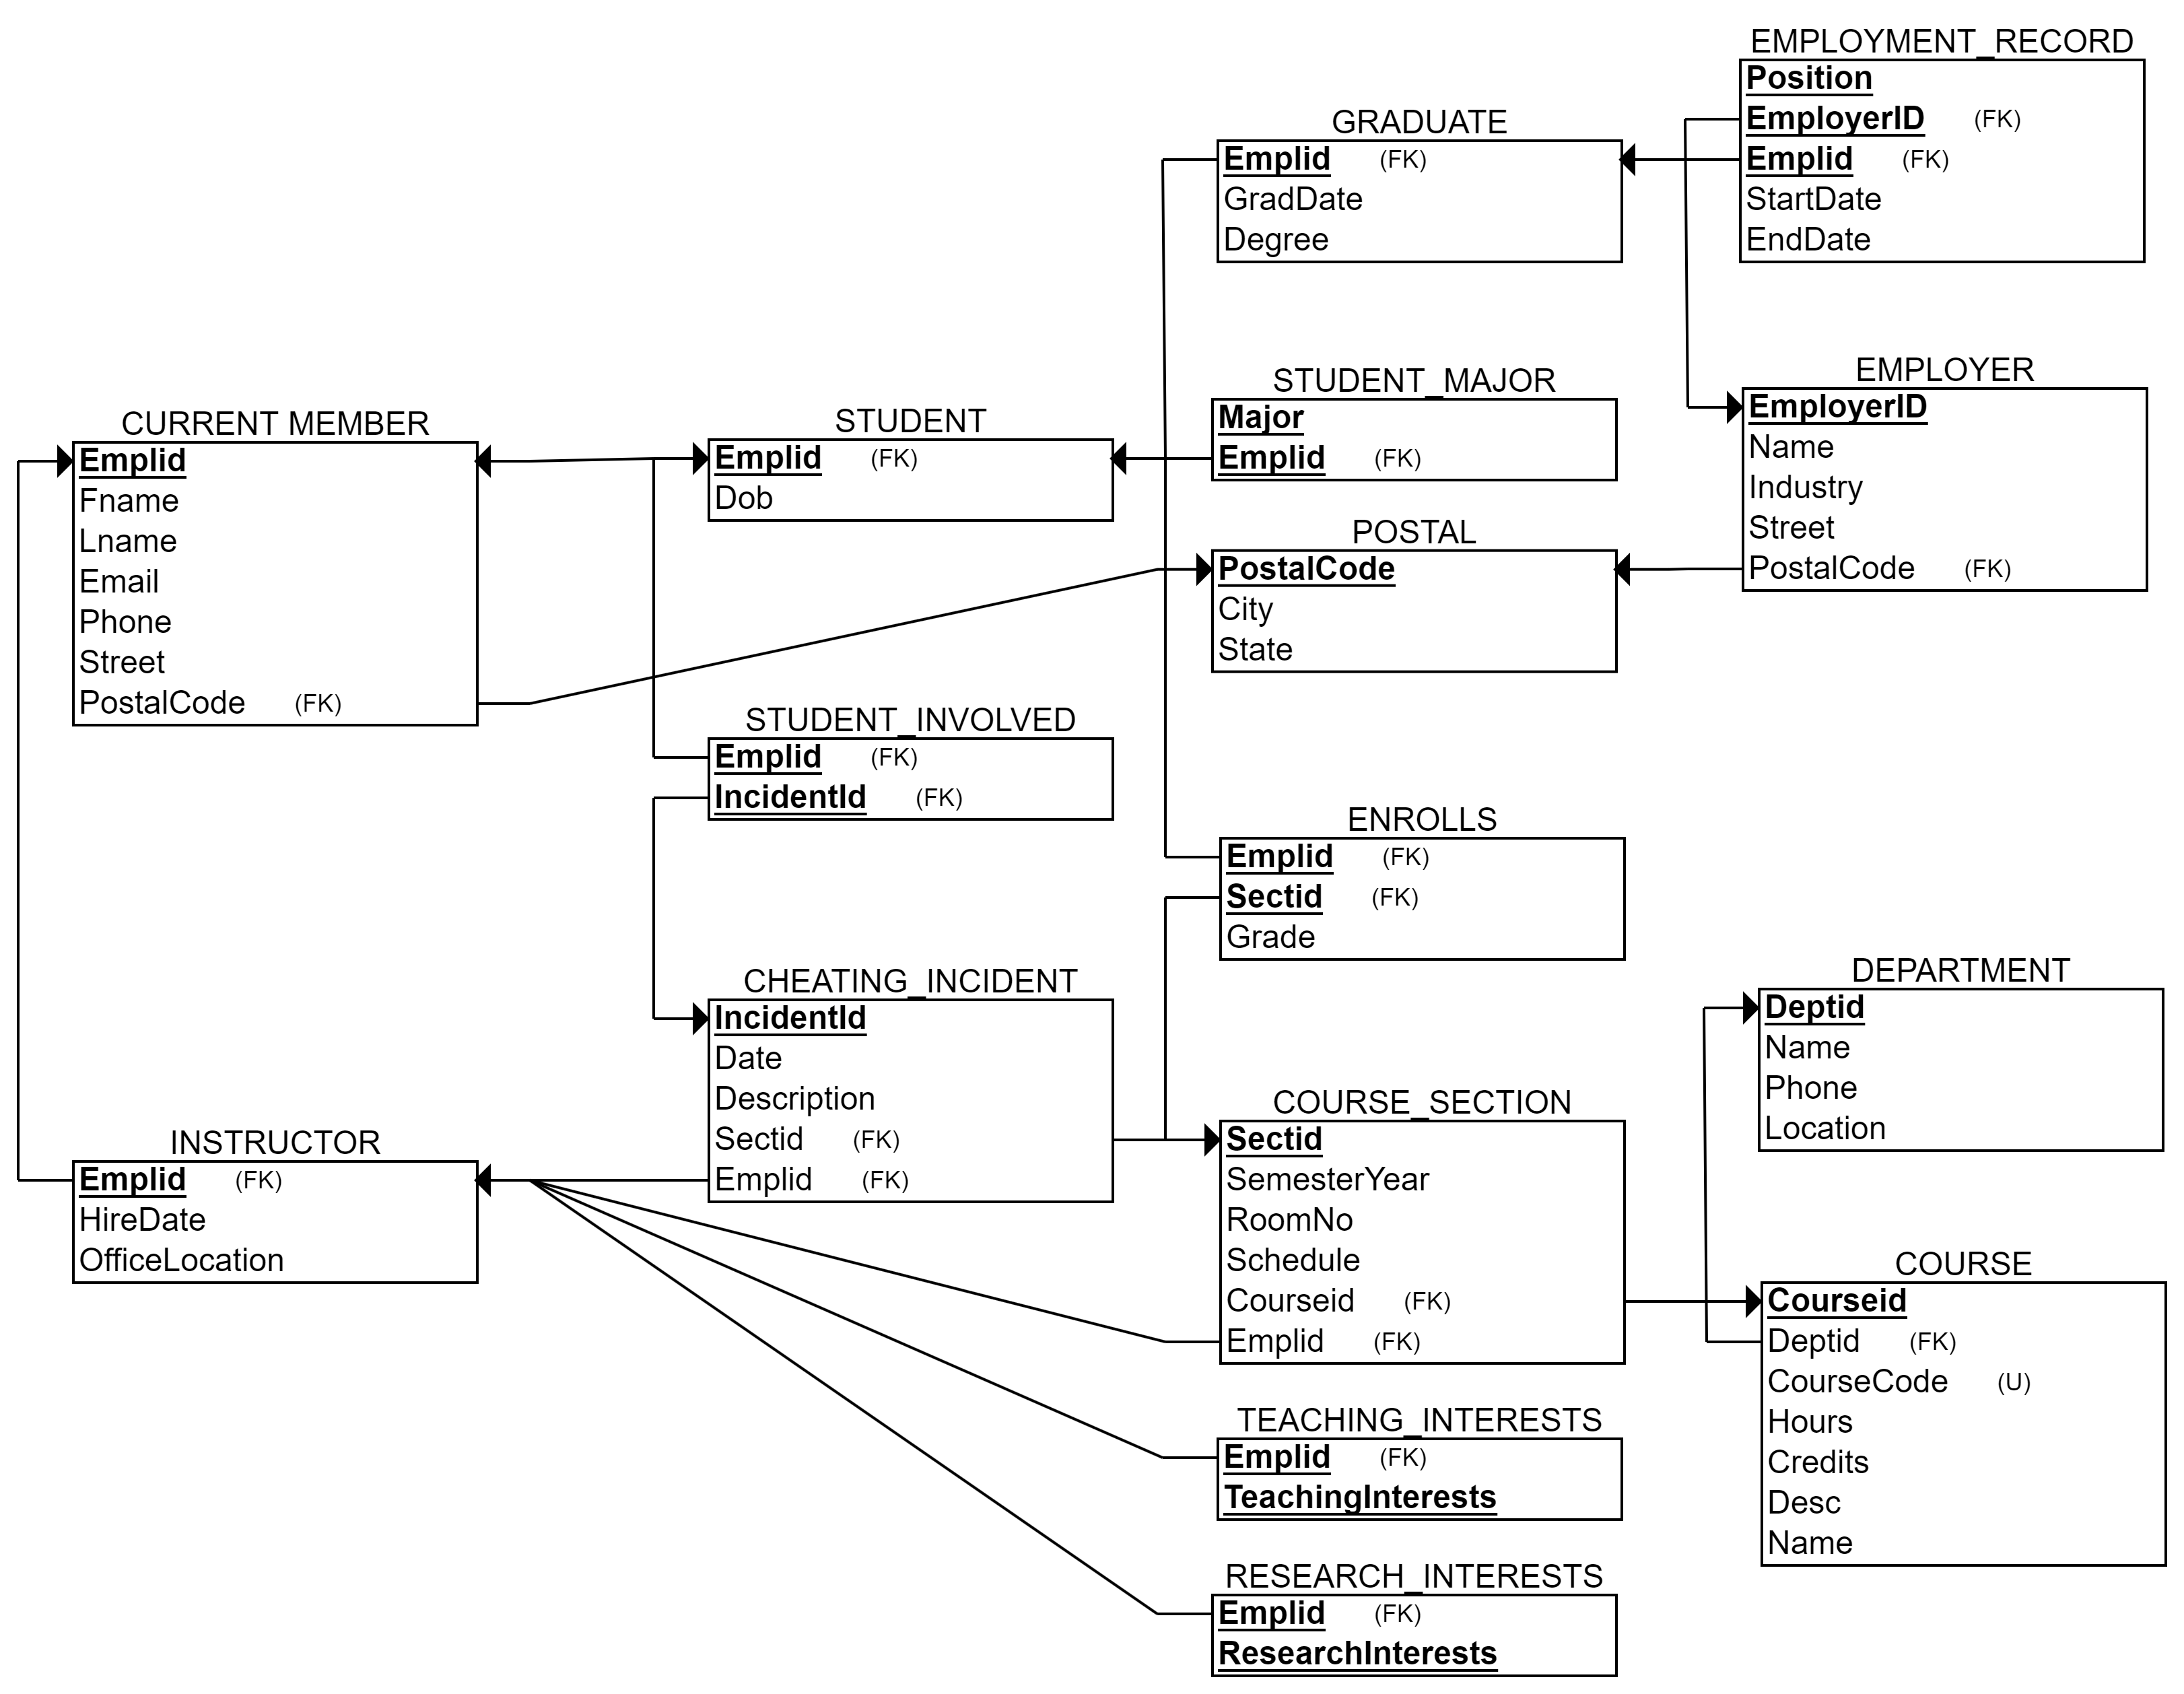 EMPLOYMENT_RECORD
Position
EmployerID (FK)
Emplid (FK)
StartDate
EndDate
GRADUATE
Emplid (FK)
GradDate
Degree
EMPLOYER
EmployerID
Name
Industry
Street
PostalCode (FK)
STUDENT_MAJOR
Major
Emplid (FK)
STUDENT
Emplid (FK)
Dob
CURRENT MEMBER
Emplid
Fname
Lname
Email
Phone
Street
PostalCode (FK)
POSTAL
PostalCode
City
State
STUDENT_INVOLVED
Emplid (FK)
IncidentId (FK)
ENROLLS
Emplid (FK)
Sectid (FK)
Grade
DEPARTMENT
Deptid
Name
Phone
Location
CHEATING_INCIDENT
IncidentId
Date
Description
Sectid (FK)
Emplid (FK)
COURSE_SECTION
Sectid
SemesterYear
RoomNo
Schedule
Courseid (FK)
Emplid (FK)
INSTRUCTOR
Emplid (FK)
HireDate
OfficeLocation
COURSE
Courseid
Deptid (FK)
CourseCode (U)
Hours
Credits
Desc
Name
TEACHING_INTERESTS
Emplid (FK)
TeachingInterests
RESEARCH_INTERESTS
Emplid (FK)
ResearchInterests